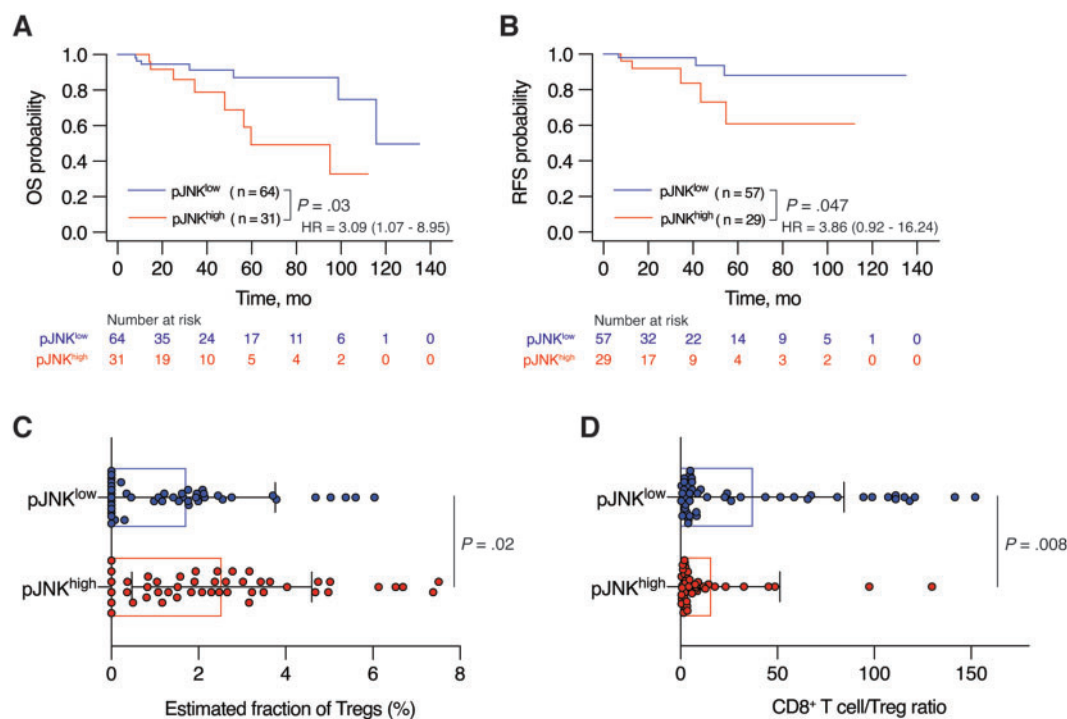 A
OS probability
1.0
0.8
0.6
0.4
0.2
0.0
pJNKlow (n = 64)
pJNKhigh (n = 31)
P = .03
HR = 3.09 (1.07 - 8.95)
0 20 40 60 80 100 120 140
Time, mo
Number at risk
pJNKlow 64 35 24 17 11 6 1 0
pJNKhigh 31 19 10 5 4 2 0 0
B
RFS probability
1.0
0.8
0.6
0.4
0.2
0.0
pJNKlow (n = 57)
pJNKhigh (n = 29)
P = .047
HR = 3.86 (0.92 - 16.24)
0 20 40 60 80 100 120 140
Time, mo
Number at risk
pJNKlow 57 32 22 14 9 5 1 0
pJNKhigh 29 17 9 4 3 2 0 0
C
pJNKlow
pJNKhigh
P = .02
0 2 4 6 8
Estimated fraction of Tregs (%)
D
pJNKlow
pJNKhigh
P = .008
0 50 100 150
CD8+ T cell/Treg ratio